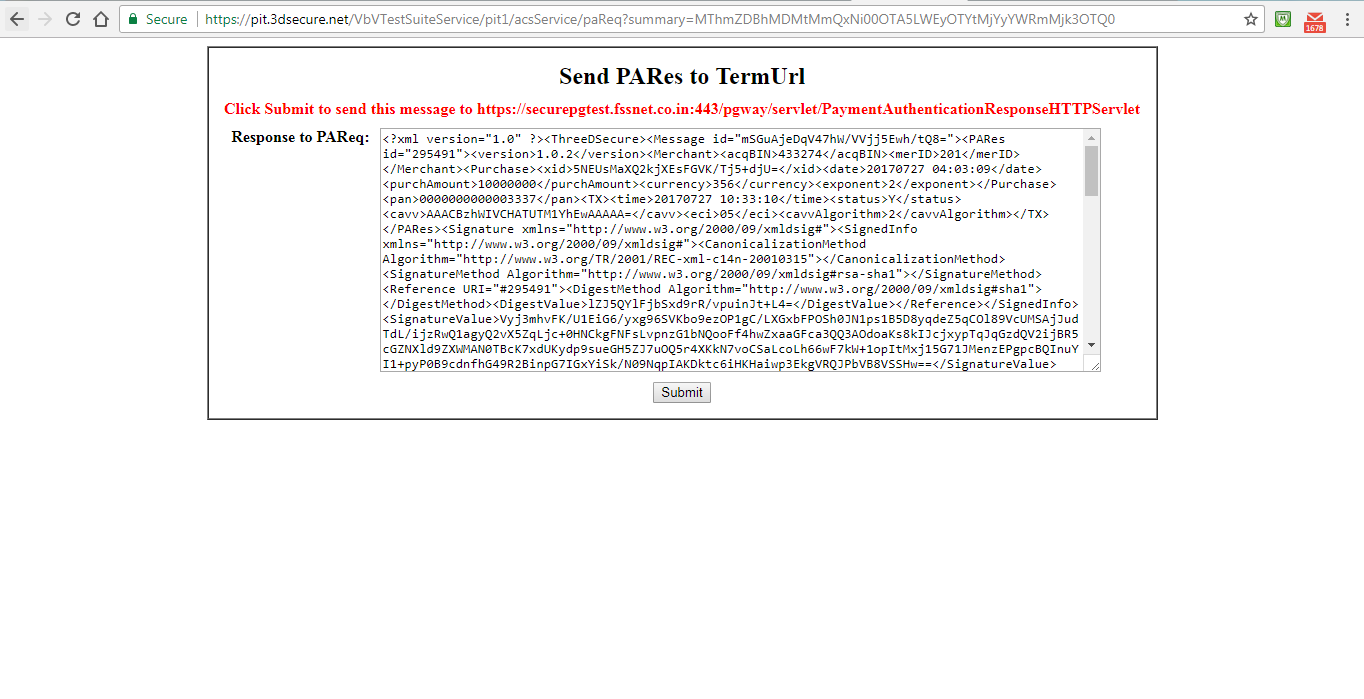 Secure https://pit.3dsecure.net/VbVTestSuiteService/pit1/acsService/paReq?summary=MThmZDBhMDMtMmQxNi00OTA5LWEyOTYtMjYyYWRmMjk3OTQ0
1678
Send PARes to TermUrl
Click Submit to send this message to https://securepgtest.fssnet.co.in:443/pgway/servlet/PaymentAuthenticationResponseHTTPServlet
Response to PAReq:
<?xml version="1.0" ?><ThreeDSecure><Message id="mSGuAjeDqV47hW/VVjj5Ewh/tQ8="><PARes
id="295491"><version>1.0.2</version><Merchant><acqBIN>433274</acqBIN><merID>201</merID>
</Merchant><Purchase><xid>5NEUsMaXQ2kjXEsFGVK/Tj5+djU=</xid><date>20170727 04:03:09</date>
<purchAmount>10000000</purchAmount><currency>356</currency><exponent>2</exponent></Purchase>
<pan>0000000000003337</pan><TX><time>20170727 10:33:10</time><status>Y</status>
<cavv>AAACBzhWIVCHATUTM1YhEwAAAAA=</cavv><eci>05</eci><cavvAlgorithm>2</cavvAlgorithm></TX>
</PARes><Signature xmlns="http://www.w3.org/2000/09/xmldsig#"><SignedInfo
xmlns="http://www.w3.org/2000/09/xmldsig#"><CanonicalizationMethod
Algorithm="http://www.w3.org/TR/2001/REC-xml-c14n-20010315"></CanonicalizationMethod>
<SignatureMethod Algorithm="http://www.w3.org/2000/09/xmldsig#rsa-sha1"></SignatureMethod>
<Reference URI="#295491"><DigestMethod Algorithm="http://www.w3.org/2000/09/xmldsig#sha1">
</DigestMethod><DigestValue>lZJ5QYlFjbSxd9rR/vpuinJt+L4=</DigestValue></Reference></SignedInfo>
<SignatureValue>Vyj3mhvFK/U1EiG6/yxg96SVKbo9ezOP1gC/LXGxbFPOSh0JN1ps1B5D8yqdeZ5qCOl89VcUMSAjJud
TdL/ijzRwQ1agyQ2vX5ZqLjc+0HNCkgFNFsLvpnzG1bNQooFf4hwZxaaGFca3QQ3AOdoaKs8kIJcjxypTqJqGzdQV2ijBR5
cGZNXld9ZXWMAN0TBcK7xdUKydp9sueGH5ZJ7uOQ5r4XKkN7voCSaLcoLh66wF7kW+1opItMxj15G71JMenzEPgpcBQInuY
I1+pyP0B9cdnfhG49R2BinpG7IGxYiSk/N09NqpIAKDktc6iHKHaiwp3EkgVRQJPbVB8VSSHw==</SignatureValue>
Submit